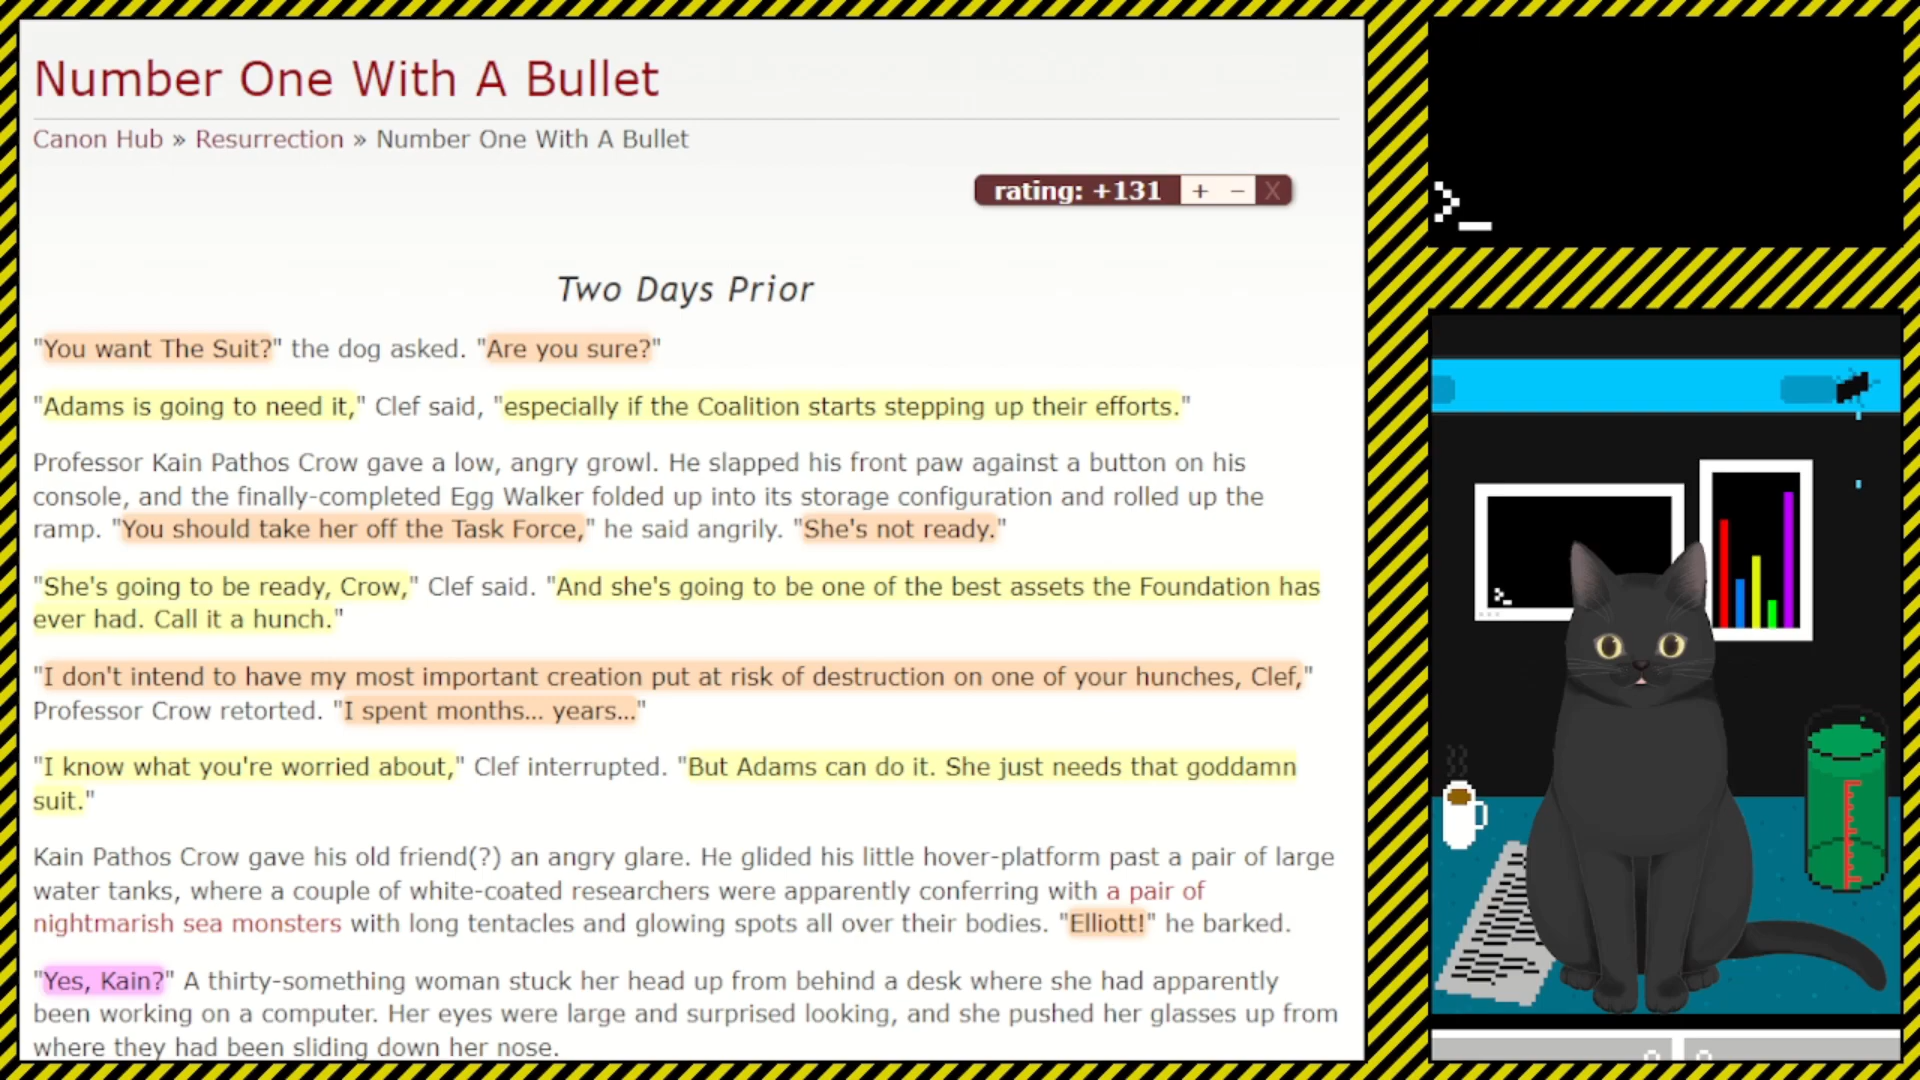 Number One With A Bullet
Canon Hub » Resurrection » Number One With A Bullet
rating: +131 + − X
Two Days Prior
"You want The Suit?" the dog asked. "Are you sure?"
"Adams is going to need it," Clef said, "especially if the Coalition starts stepping up their efforts."
Professor Kain Pathos Crow gave a low, angry growl. He slapped his front paw against a button on his
console, and the finally-completed Egg Walker folded up into its storage configuration and rolled up the
ramp. "You should take her off the Task Force," he said angrily. "She's not ready."
"She's going to be ready, Crow," Clef said. "And she's going to be one of the best assets the Foundation has
ever had. Call it a hunch."
"I don't intend to have my most important creation put at risk of destruction on one of your hunches, Clef,"
Professor Crow retorted. "I spent months... years..."
"I know what you're worried about," Clef interrupted. "But Adams can do it. She just needs that goddamn
suit."
Kain Pathos Crow gave his old friend(?) an angry glare. He glided his little hover-platform past a pair of large
water tanks, where a couple of white-coated researchers were apparently conferring with a pair of
nightmarish sea monsters with long tentacles and glowing spots all over their bodies. "Elliott!" he barked.
"Yes, Kain?" A thirty-something woman stuck her head up from behind a desk where she had apparently
been working on a computer. Her eyes were large and surprised looking, and she pushed her glasses up from
where they had been sliding down her nose.
>_
>_